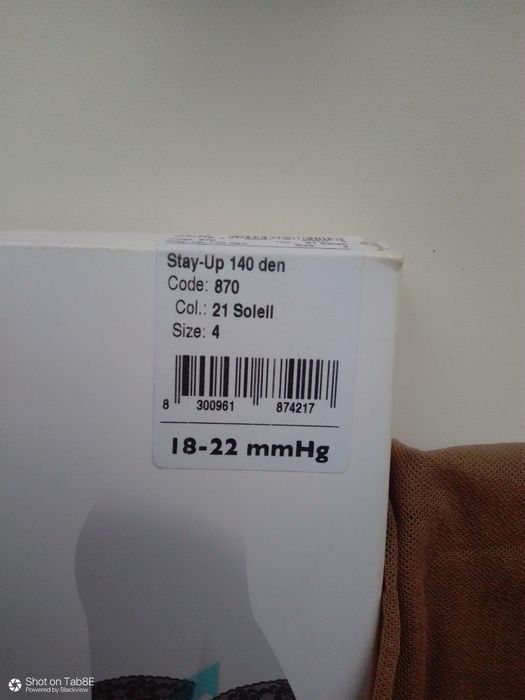 Stay-Up 140 den
Code: 870
Col.: 21 Soleil
Size: 4
8 300961 874217
18-22 mmHg
Shot on Tab8E
Powered by Blackview